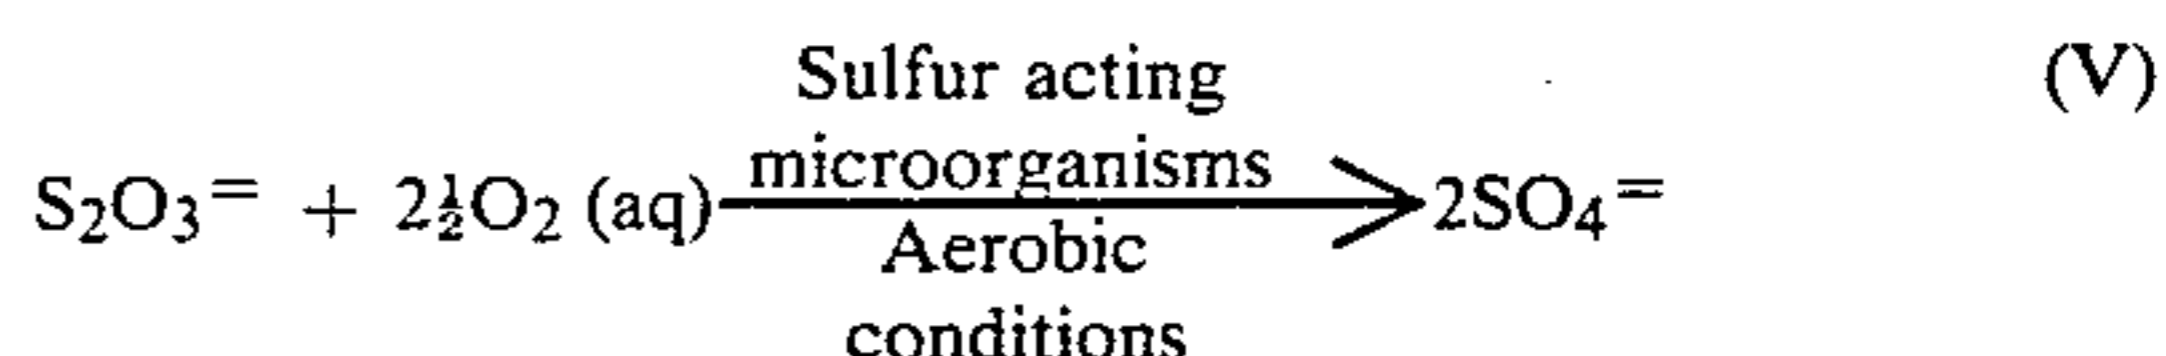 Sulfur acting (V)
microorganisms
S₂O₃⁼ + 2½O₂ (aq) 2SO₄⁼
Aerobic
conditions